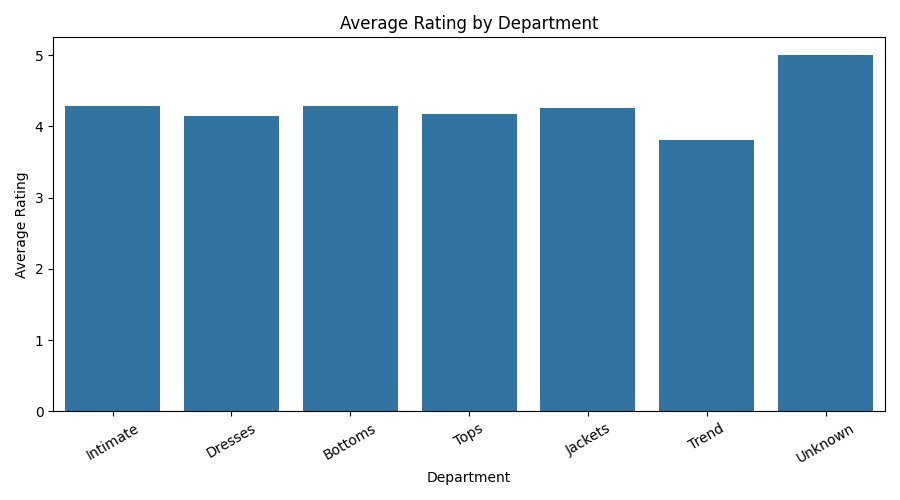 Average Rating by Department
Average Rating
5
4
3
2
1
0
Intimate
Dresses
Bottoms
Tops
Jackets
Trend
Unknown
Department